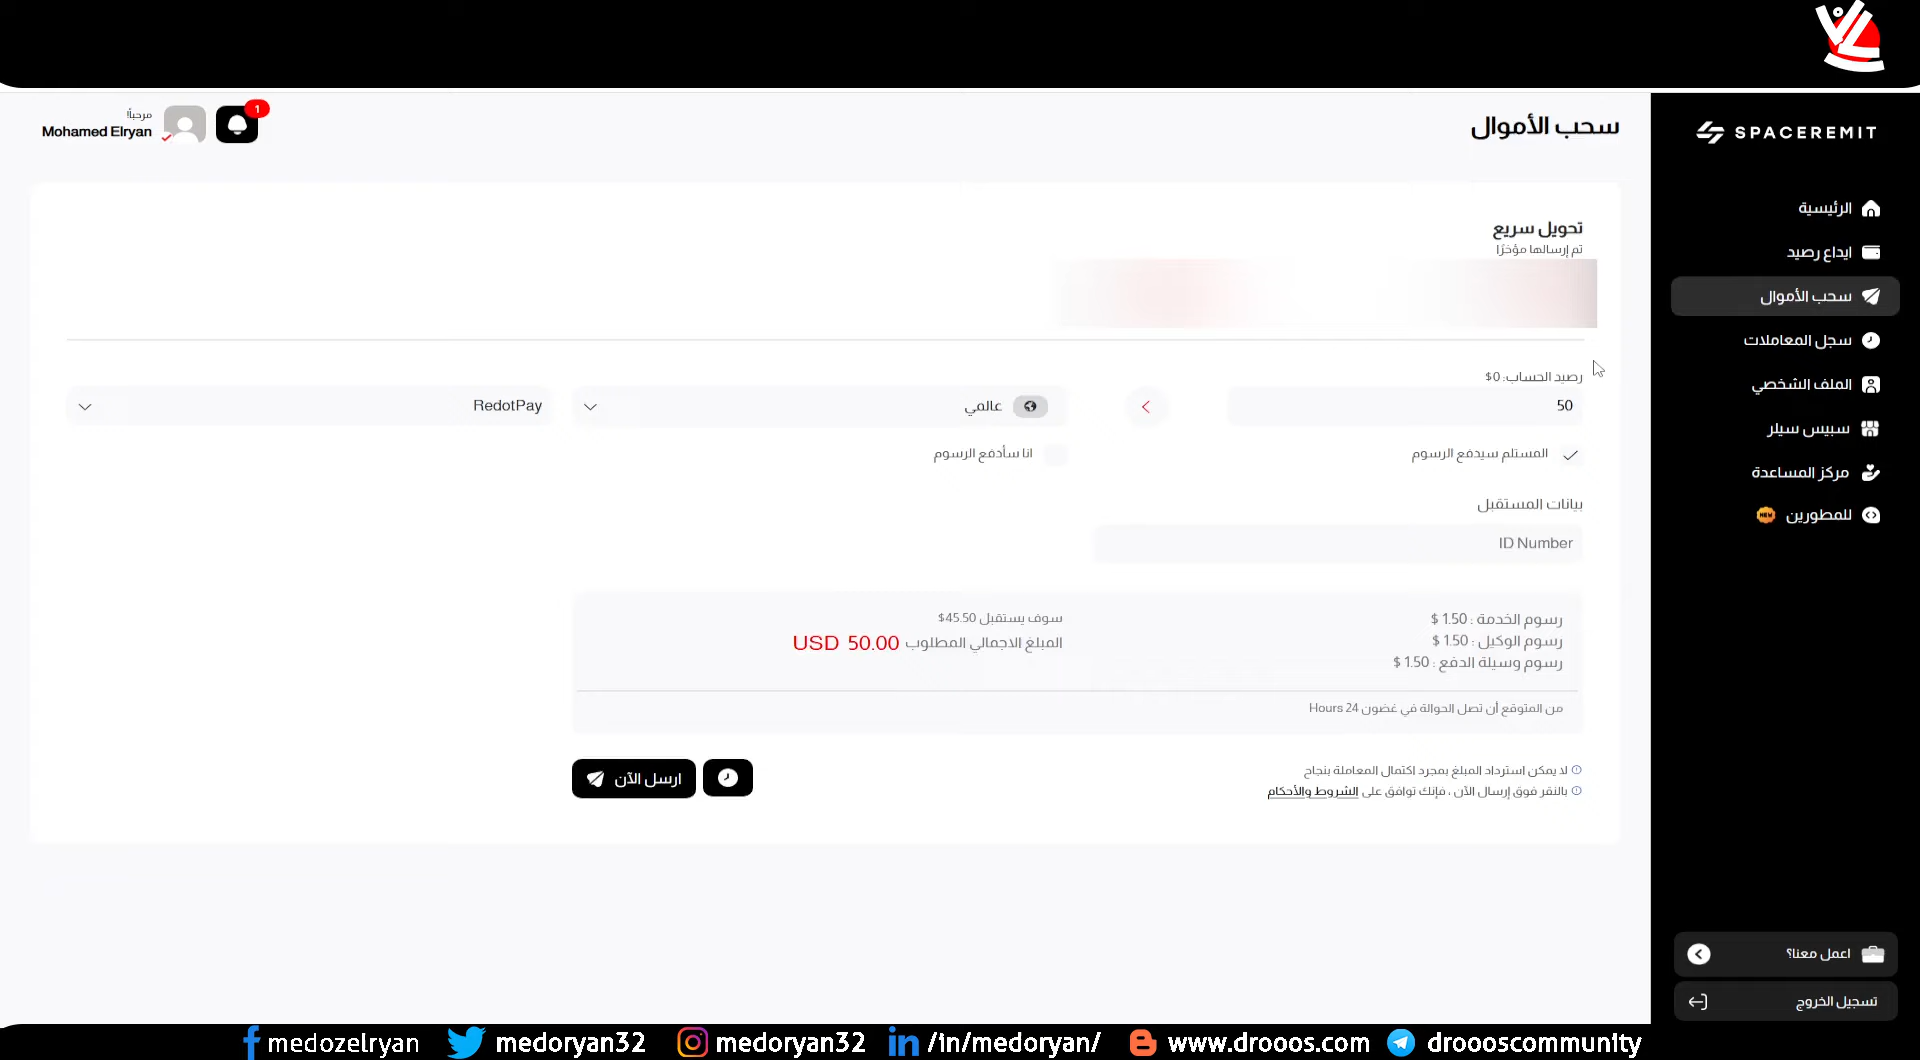 SPACEREMIT
الرئيسية
ايداع رصيد
سحب الأموال
سجل المعاملات
الملف الشخصي
سبيس سيلر
مركز المساعدة
للمطورين NEW
اعمل معنا؟
تسجيل الخروج
سحب الأموال
1
مرحباً!
Mohamed Elryan
تحويل سريع
تم إرسالها مؤخرًا
رصيد الحساب: 0$
50
عالمي
RedotPay
المستلم سيدفع الرسوم
انا سأدفع الرسوم
بيانات المستقبل
ID Number
رسوم الخدمة : 1.50 $
رسوم الوكيل : 1.50 $
رسوم وسيلة الدفع : 1.50 $
سوف يستقبل 45.50$
المبلغ الاجمالي المطلوب USD 50.00
من المتوقع أن تصل الحوالة في غضون 24 Hours
لا يمكن استرداد المبلغ بمجرد اكتمال المعاملة بنجاح
بالنقر فوق إرسال الآن ، فإنك توافق على الشروط والأحكام
ارسل الآن
medozelryan
medoryan32
medoryan32
/in/medoryan/
www.drooos.com
droooscommunity